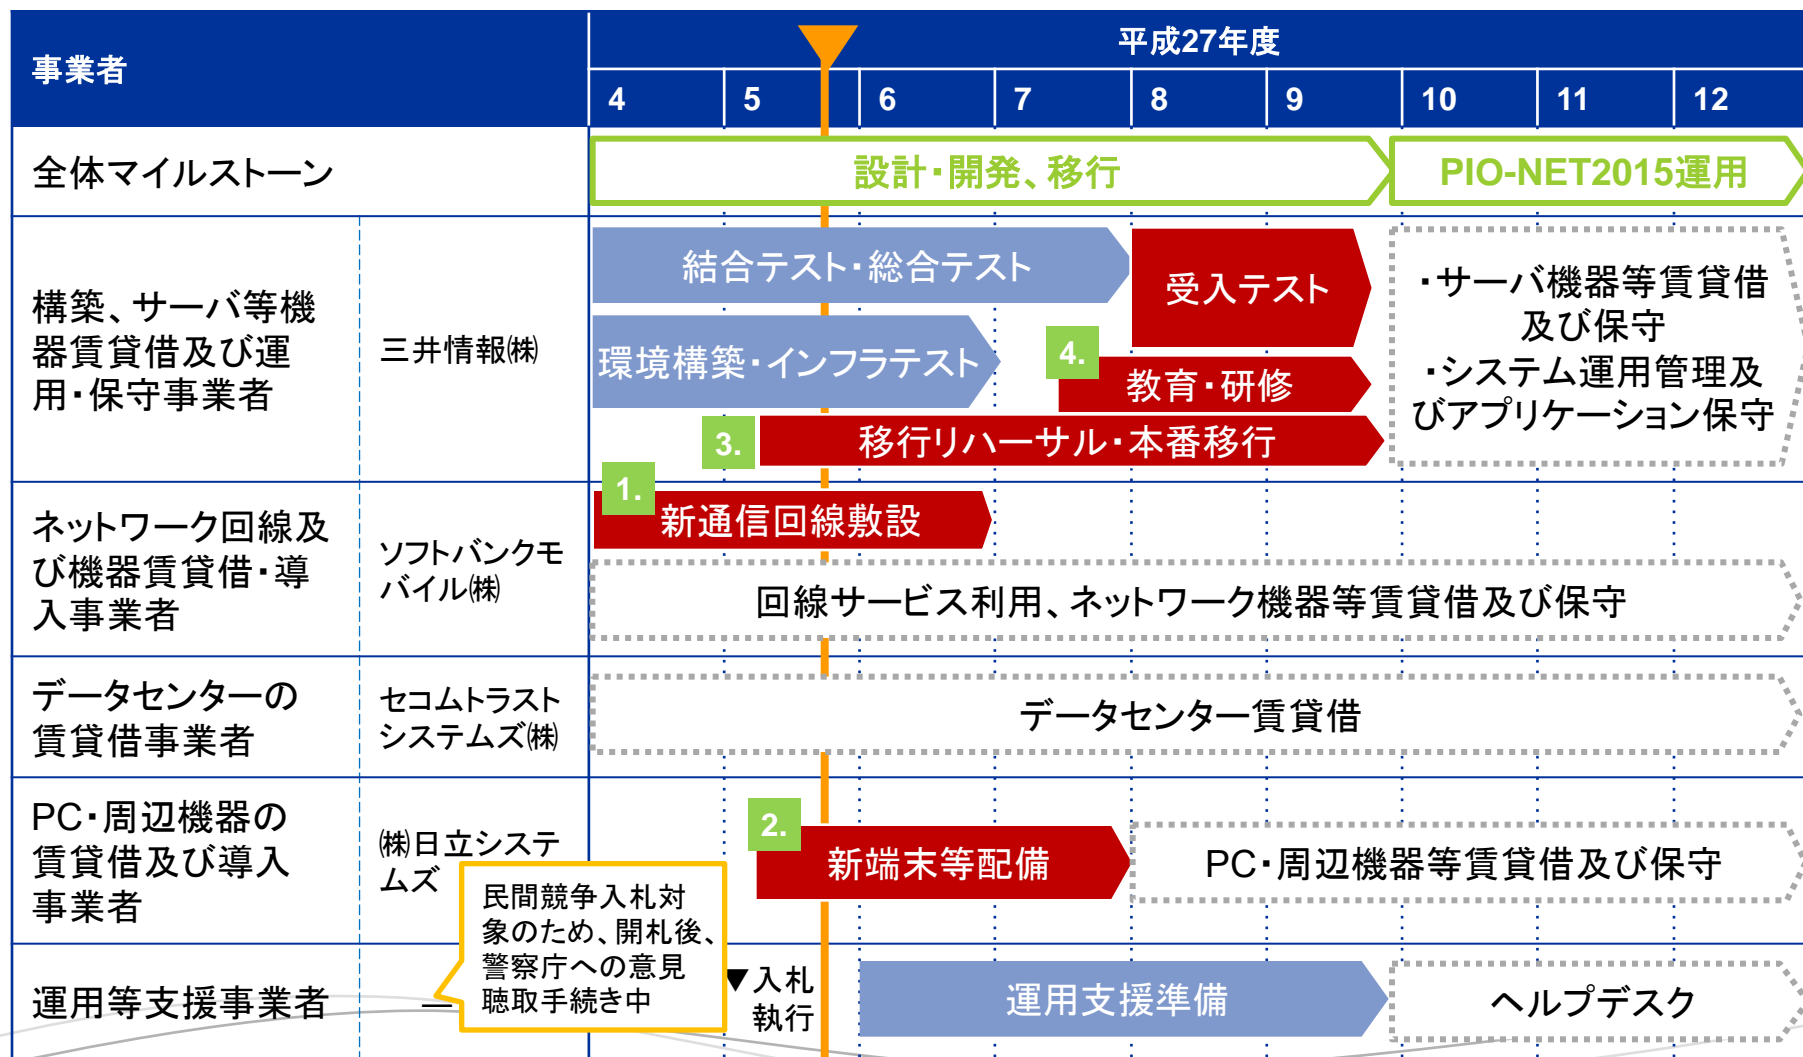 事業者
平成27年度
4 5 6 7 8 9 10 11 12
全体マイルストーン
設計・開発、移行
PIO-NET2015運用
構築、サーバ等機
器賃貸借及び運
用・保守事業者
三井情報㈱
結合テスト・総合テスト
受入テスト
環境構築・インフラテスト
4.
教育・研修
3.
移行リハーサル・本番移行
・サーバ機器等賃貸借
及び保守
・システム運用管理及
びアプリケーション保守
ネットワーク回線及
び機器賃貸借・導
入事業者
ソフトバンクモ
バイル㈱
1.
新通信回線敷設
回線サービス利用、ネットワーク機器等賃貸借及び保守
データセンターの
賃貸借事業者
セコムトラスト
システムズ㈱
データセンター賃貸借
PC・周辺機器の
賃貸借及び導入
事業者
㈱日立システ
ムズ
2.
新端末等配備
PC・周辺機器等賃貸借及び保守
民間競争入札対
象のため、開札後、
警察庁への意見
聴取手続き中
運用等支援事業者
―
▼入札
執行
運用支援準備
ヘルプデスク